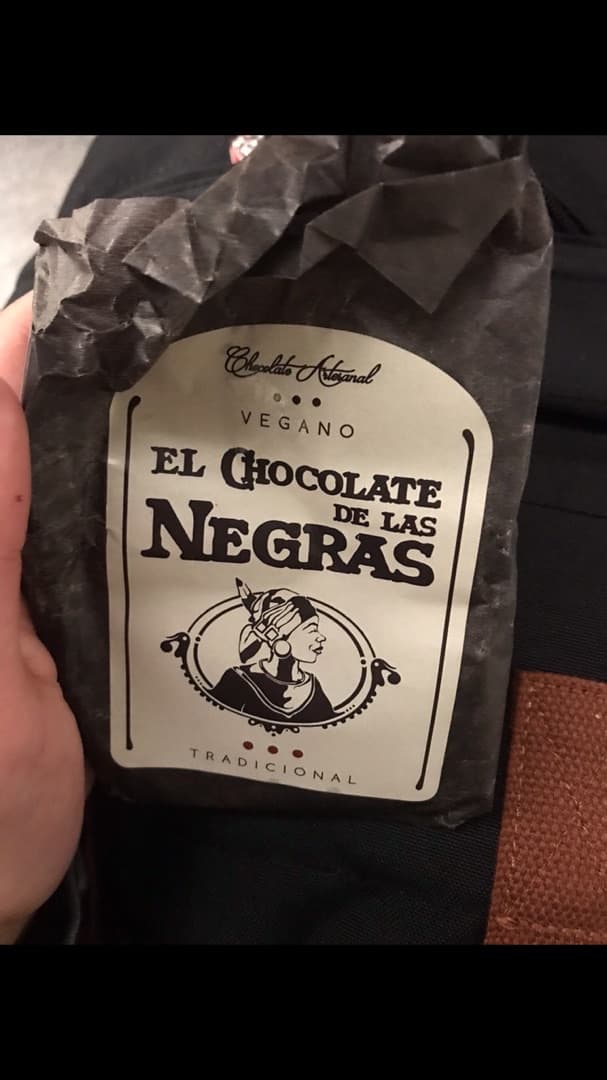 Chocolate Artesanal
VEGANO
EL CHOCOLATE
DE LAS
NEGRAS
TRADICIONAL